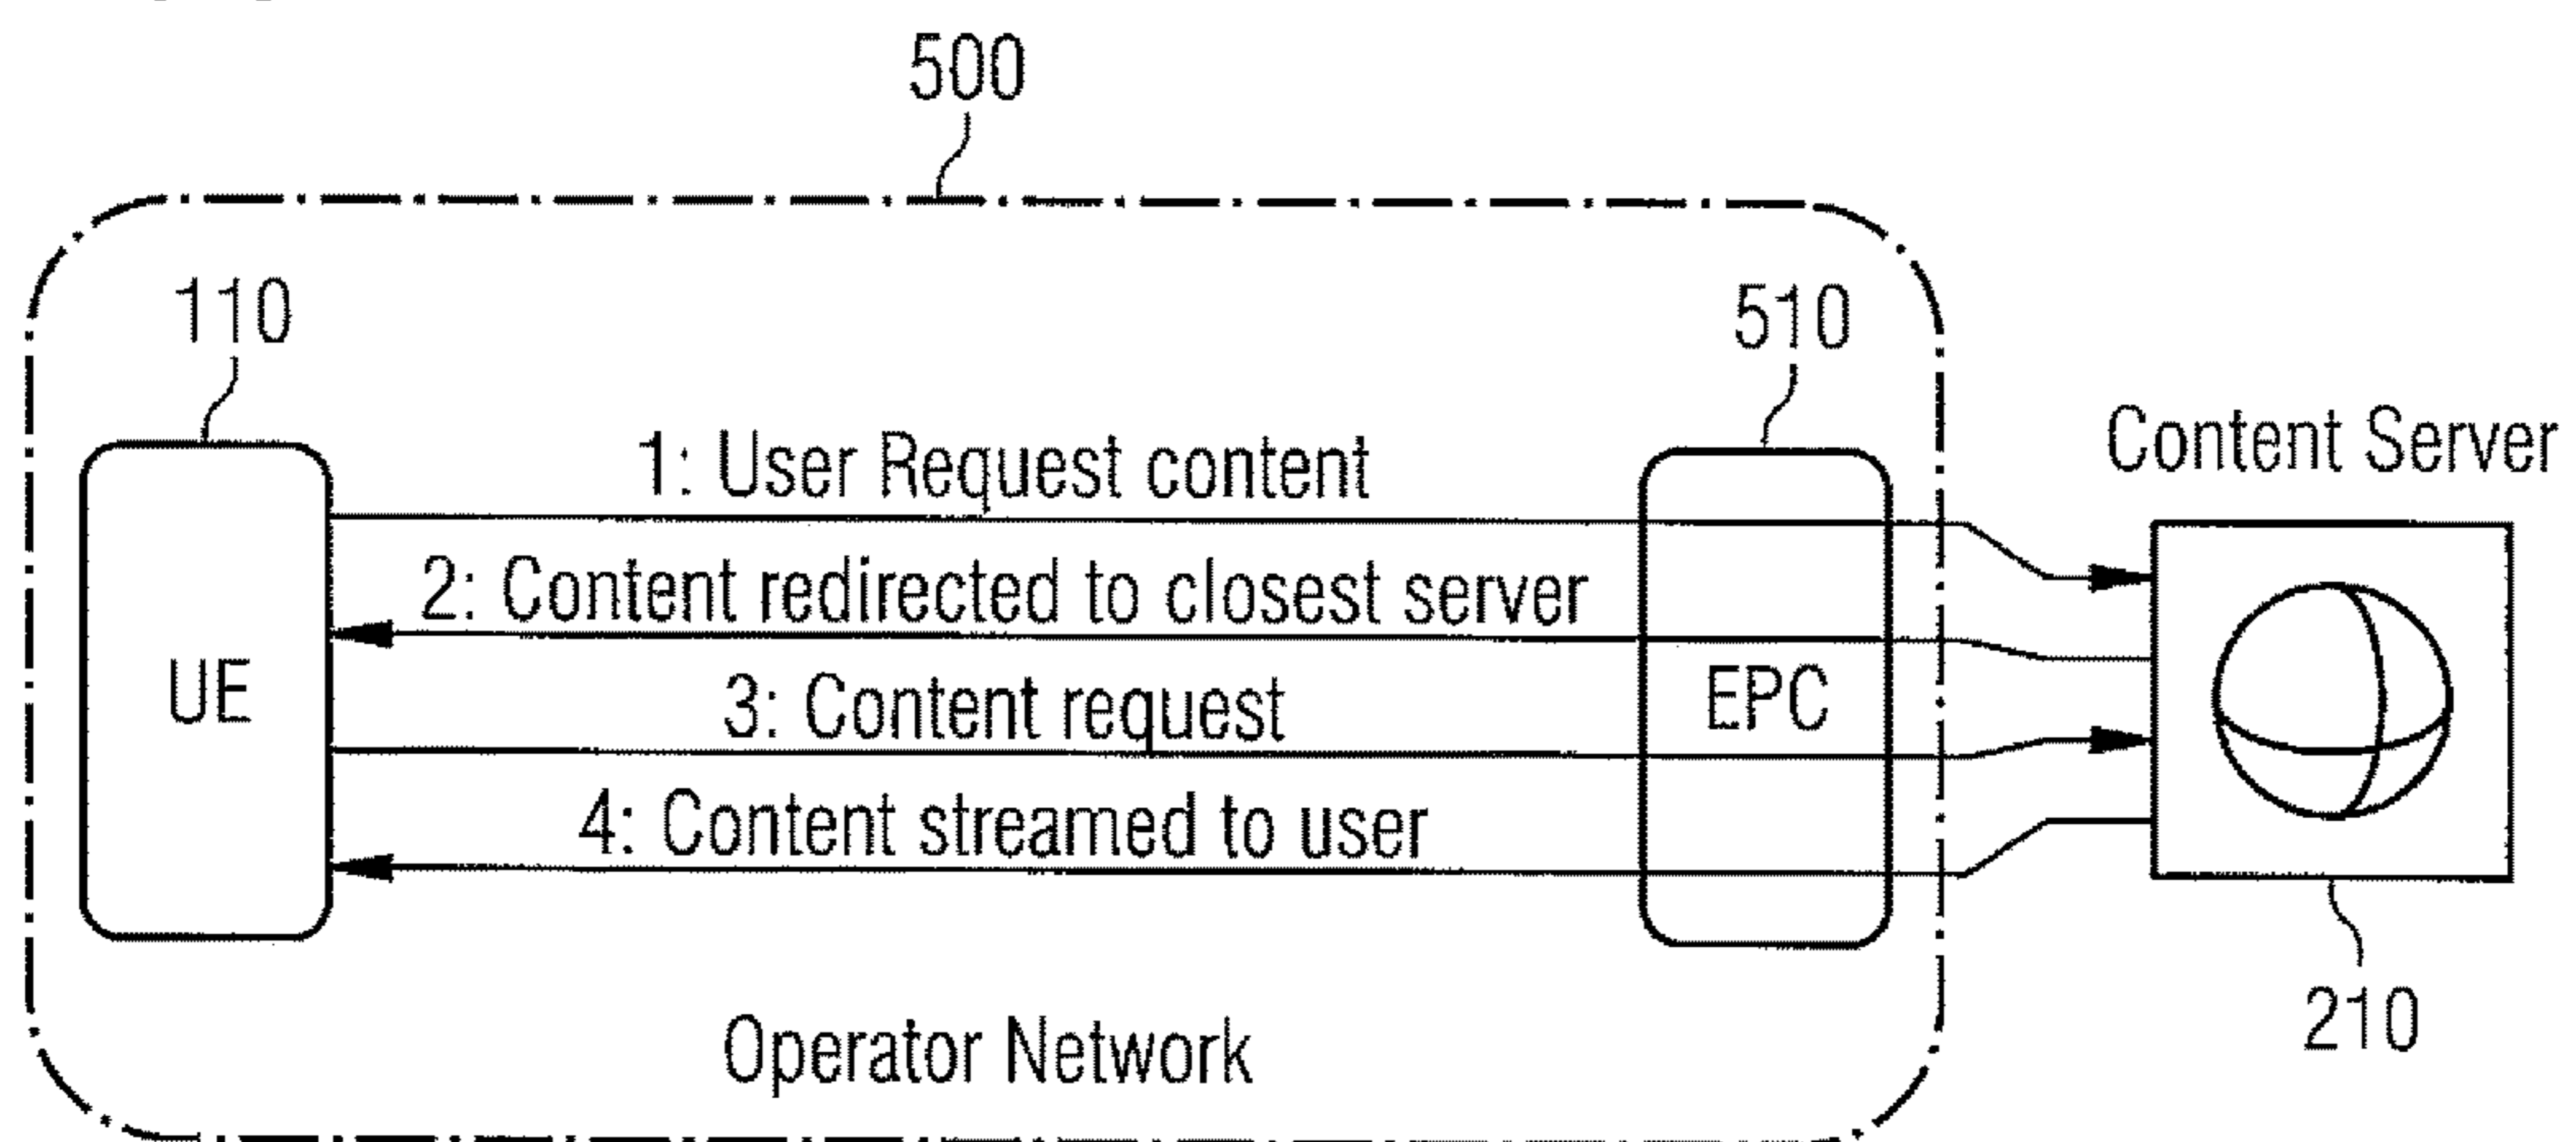 500
110
510
1: User Request content
Content Server
2: Content redirected to closest server
UE
3: Content request
EPC
4: Content streamed to user
210
Operator Network